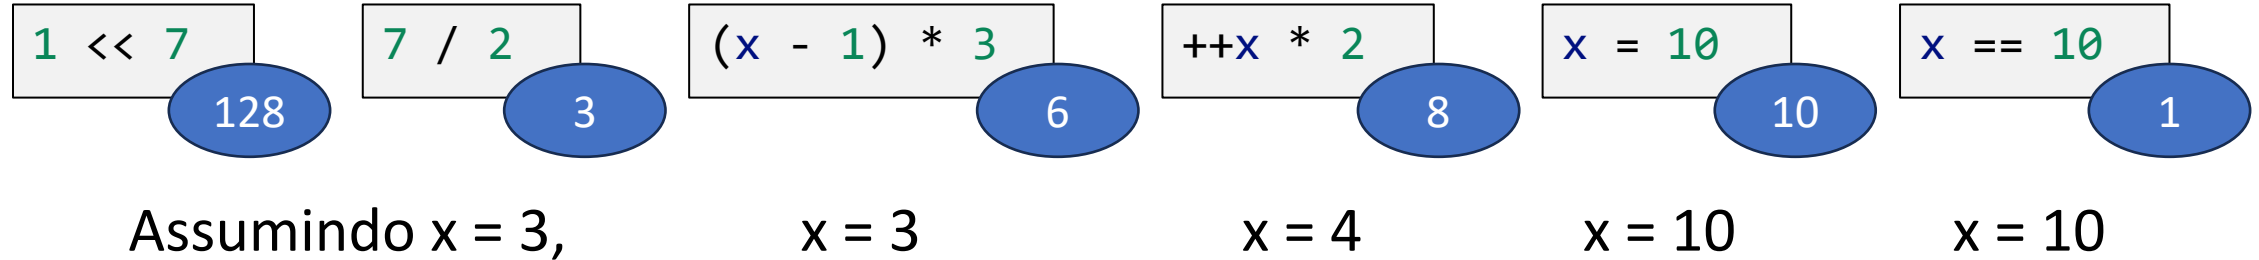 1 << 7
7 / 2
(x - 1) * 3
++x * 2
x = 10
x == 10
128
3
6
8
10
1
Assumindo x = 3,
x = 3
x = 4
x = 10
x = 10